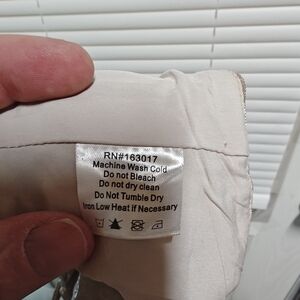 RN#163017
Machine Wash Cold
Do not Bleach
Do not dry clean
Do Not Tumble Dry
Iron Low Heat if Necessary